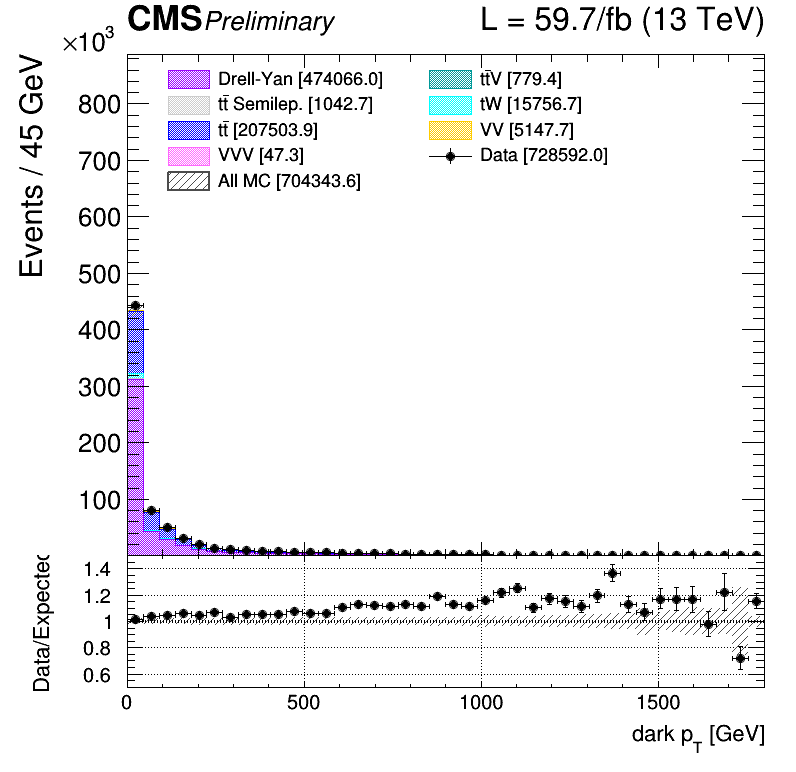 CMS Preliminary L = 59.7/fb (13 TeV)
×10³
Events / 45 GeV
800
700
600
500
400
300
200
100
Drell-Yan [474066.0]
tt̄ Semilep. [1042.7]
tt̄ [207503.9]
VVV [47.3]
All MC [704343.6]
tt̄V [779.4]
tW [15756.7]
VV [5147.7]
Data [728592.0]
Data/Expected
1.4
1.2
1
0.8
0.6
0 500 1000 1500
dark p_T [GeV]